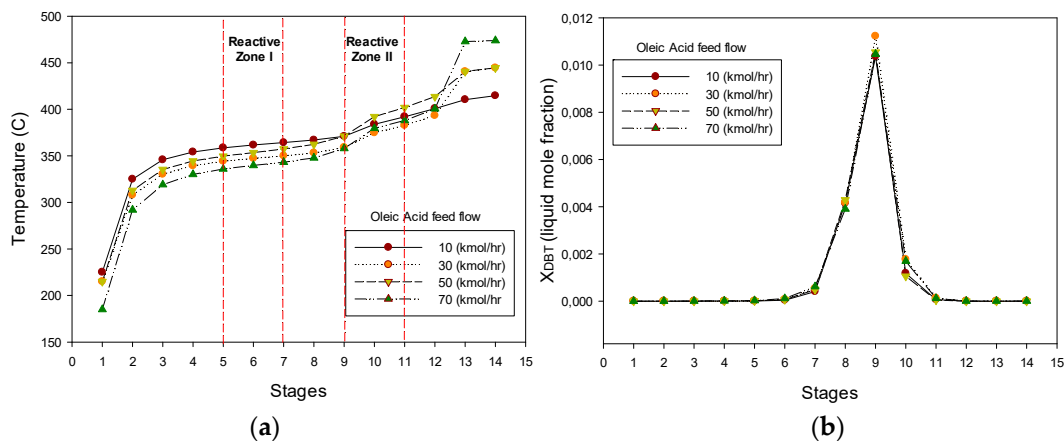 Temperature (C)
500
450
400
350
300
250
200
150
Reactive
Zone I
Reactive
Zone II
Oleic Acid feed flow
10 (kmol/hr)
30 (kmol/hr)
50 (kmol/hr)
70 (kmol/hr
0 1 2 3 4 5 6 7 8 9 10 11 12 13 14 15
Stages
(a)
XDBT (liquid mole fraction)
0,012
0,010
0,008
0,006
0,004
0,002
0,000
Oleic Acid feed flow
10 (kmol/hr)
30 (kmol/hr)
50 (kmol/hr)
70 (kmol/hr)
0 1 2 3 4 5 6 7 8 9 10 11 12 13 14 15
Stages
(b)